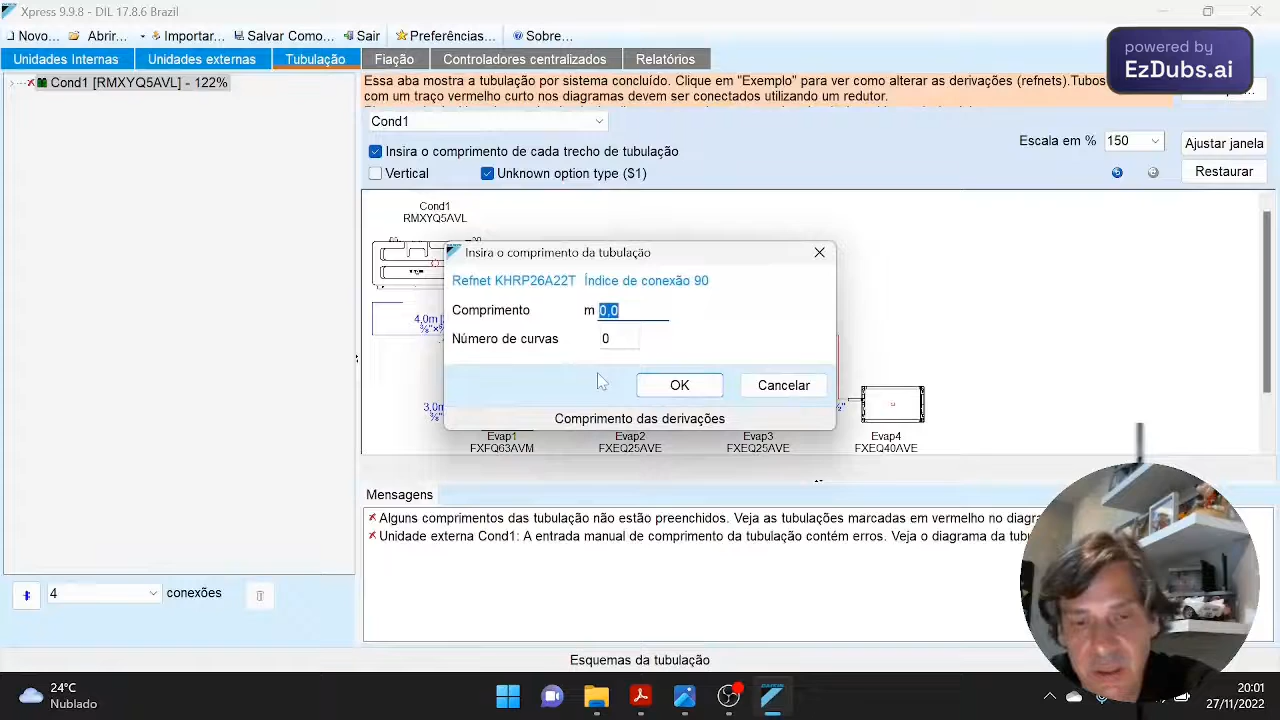 Xpress 9.9.8 - DIL 17.8.6 Brazil
Novo... Abrir... Importar... Salvar Como... Sair Preferências... Sobre...
Unidades Internas Unidades externas Tubulação Fiação Controladores centralizados Relatórios
powered by
EzDubs.ai
Cond1 [RMXYQ5AVL] - 122%
Essa aba mostra a tubulação por sistema concluído. Clique em "Exemplo" para ver como alterar as derivações (refnets).Tubos
com um traço vermelho curto nos diagramas devem ser conectados utilizando um redutor.
Cond1
Insira o comprimento de cada trecho de tubulação
Escala em % 150 Ajustar janela
Vertical Unknown option type ($1) Restaurar
Cond1
RMXYQ5AVL
Insira o comprimento da tubulação
Refnet KHRP26A22T Índice de conexão 90
Comprimento m 0,0
Número de curvas 0
OK Cancelar
Comprimento das derivações
4,0m
3,0m
Evap1 Evap2 Evap3 Evap4
FXFQ63AVM FXEQ25AVE FXEQ25AVE FXEQ40AVE
Mensagens
Alguns comprimentos das tubulação não estão preenchidos. Veja as tubulações marcadas em vermelho no
Unidade externa Cond1: A entrada manual de comprimento da tubulação contém erros. Veja o diagrama da
4 conexões
Esquemas da tubulação
24°C
Nublado
20:01
27/11/2022